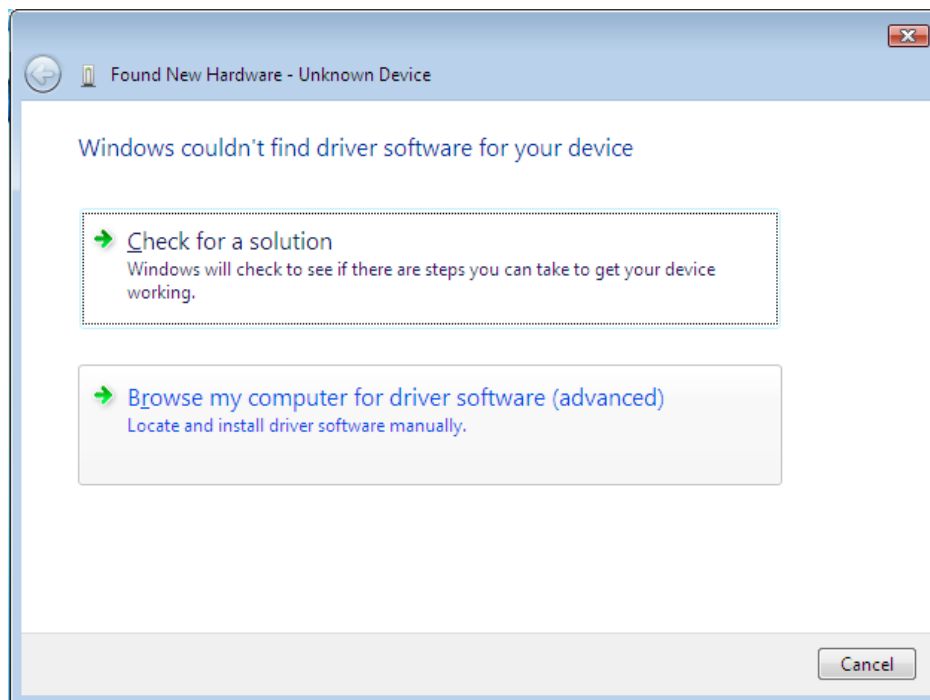 Found New Hardware - Unknown Device
Windows couldn't find driver software for your device
Check for a solution
Windows will check to see if there are steps you can take to get your device
working.
Browse my computer for driver software (advanced)
Locate and install driver software manually.
Cancel